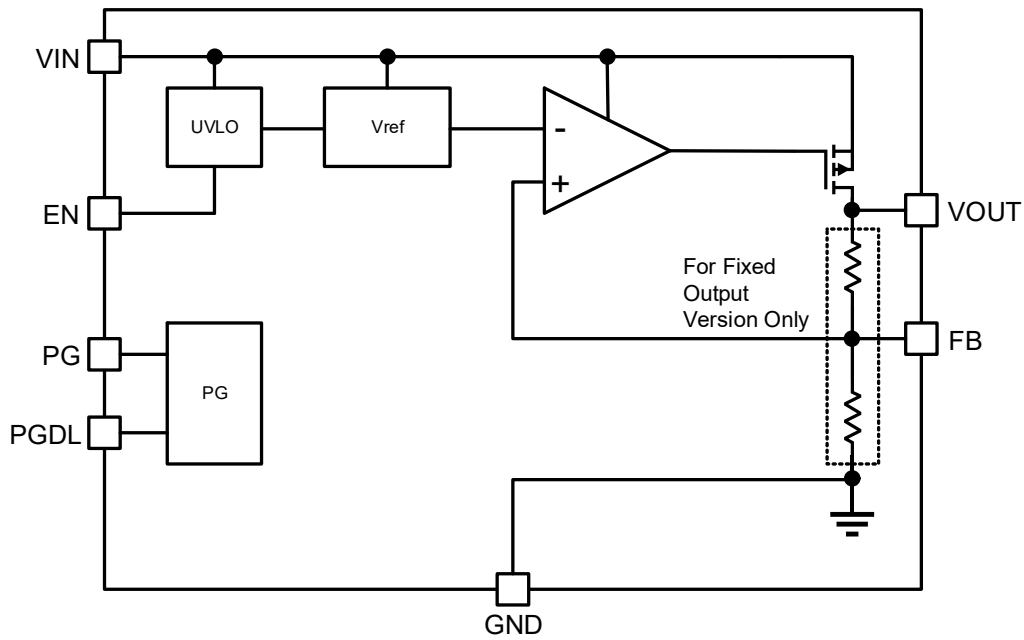 VIN
UVLO
Vref
-
+
EN
VOUT
For Fixed
Output
Version Only
PG
PG
FB
PGDL
GND